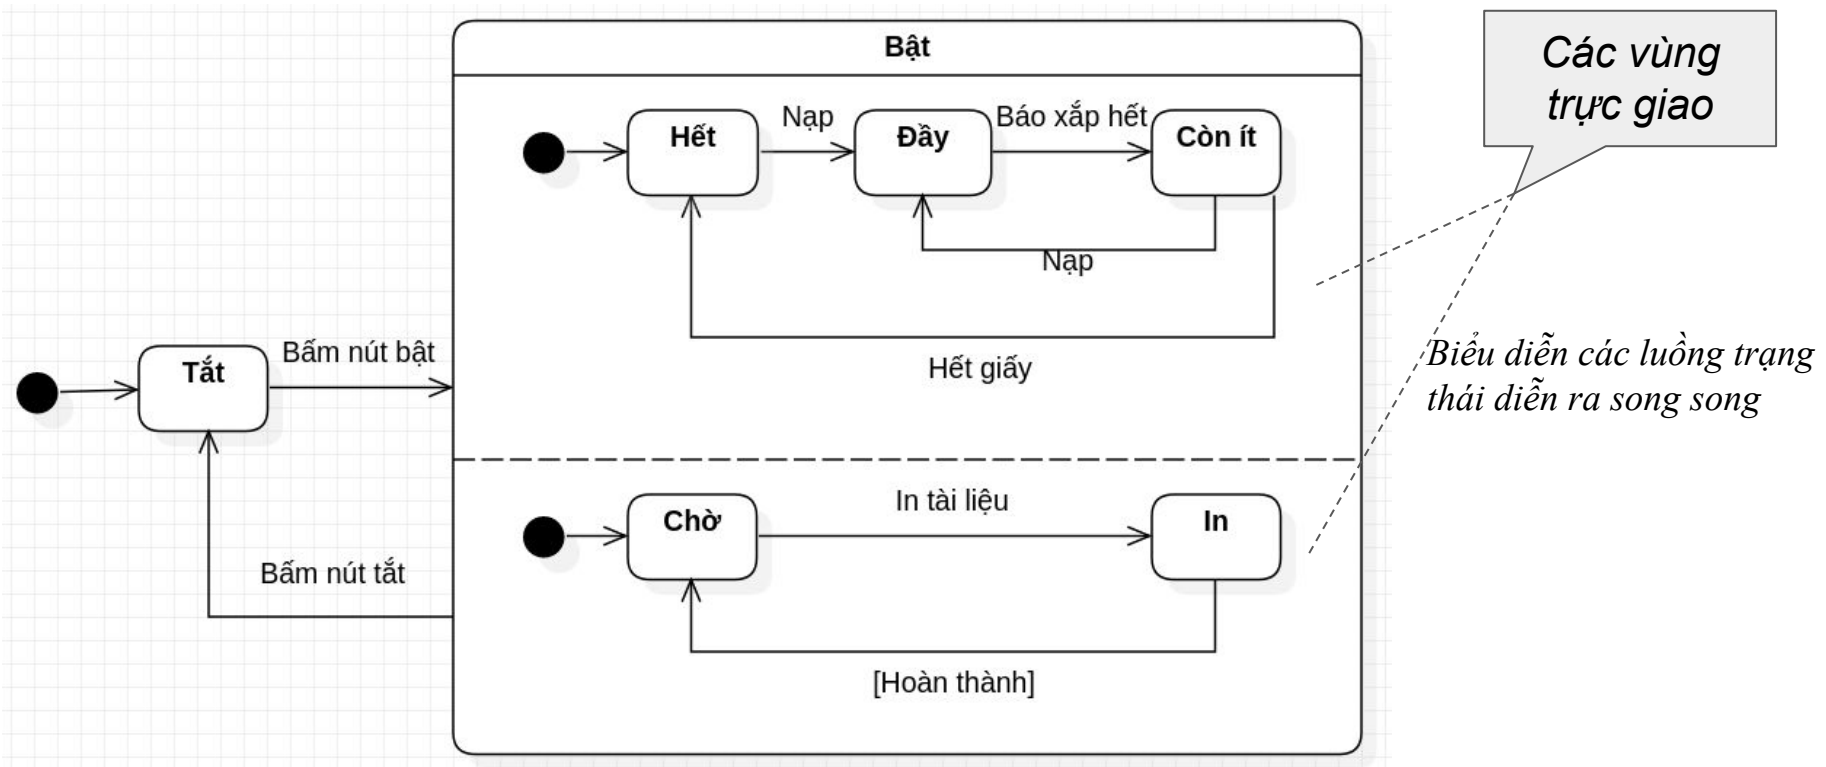 Bật
Các vùng
trực giao
Hết
Nạp
Đầy
Báo xắp hết
Còn ít
Nạp
Hết giấy
Tắt
Bấm nút bật
Biểu diễn các luồng trạng
thái diễn ra song song
Chờ
In tài liệu
In
Bấm nút tắt
[Hoàn thành]